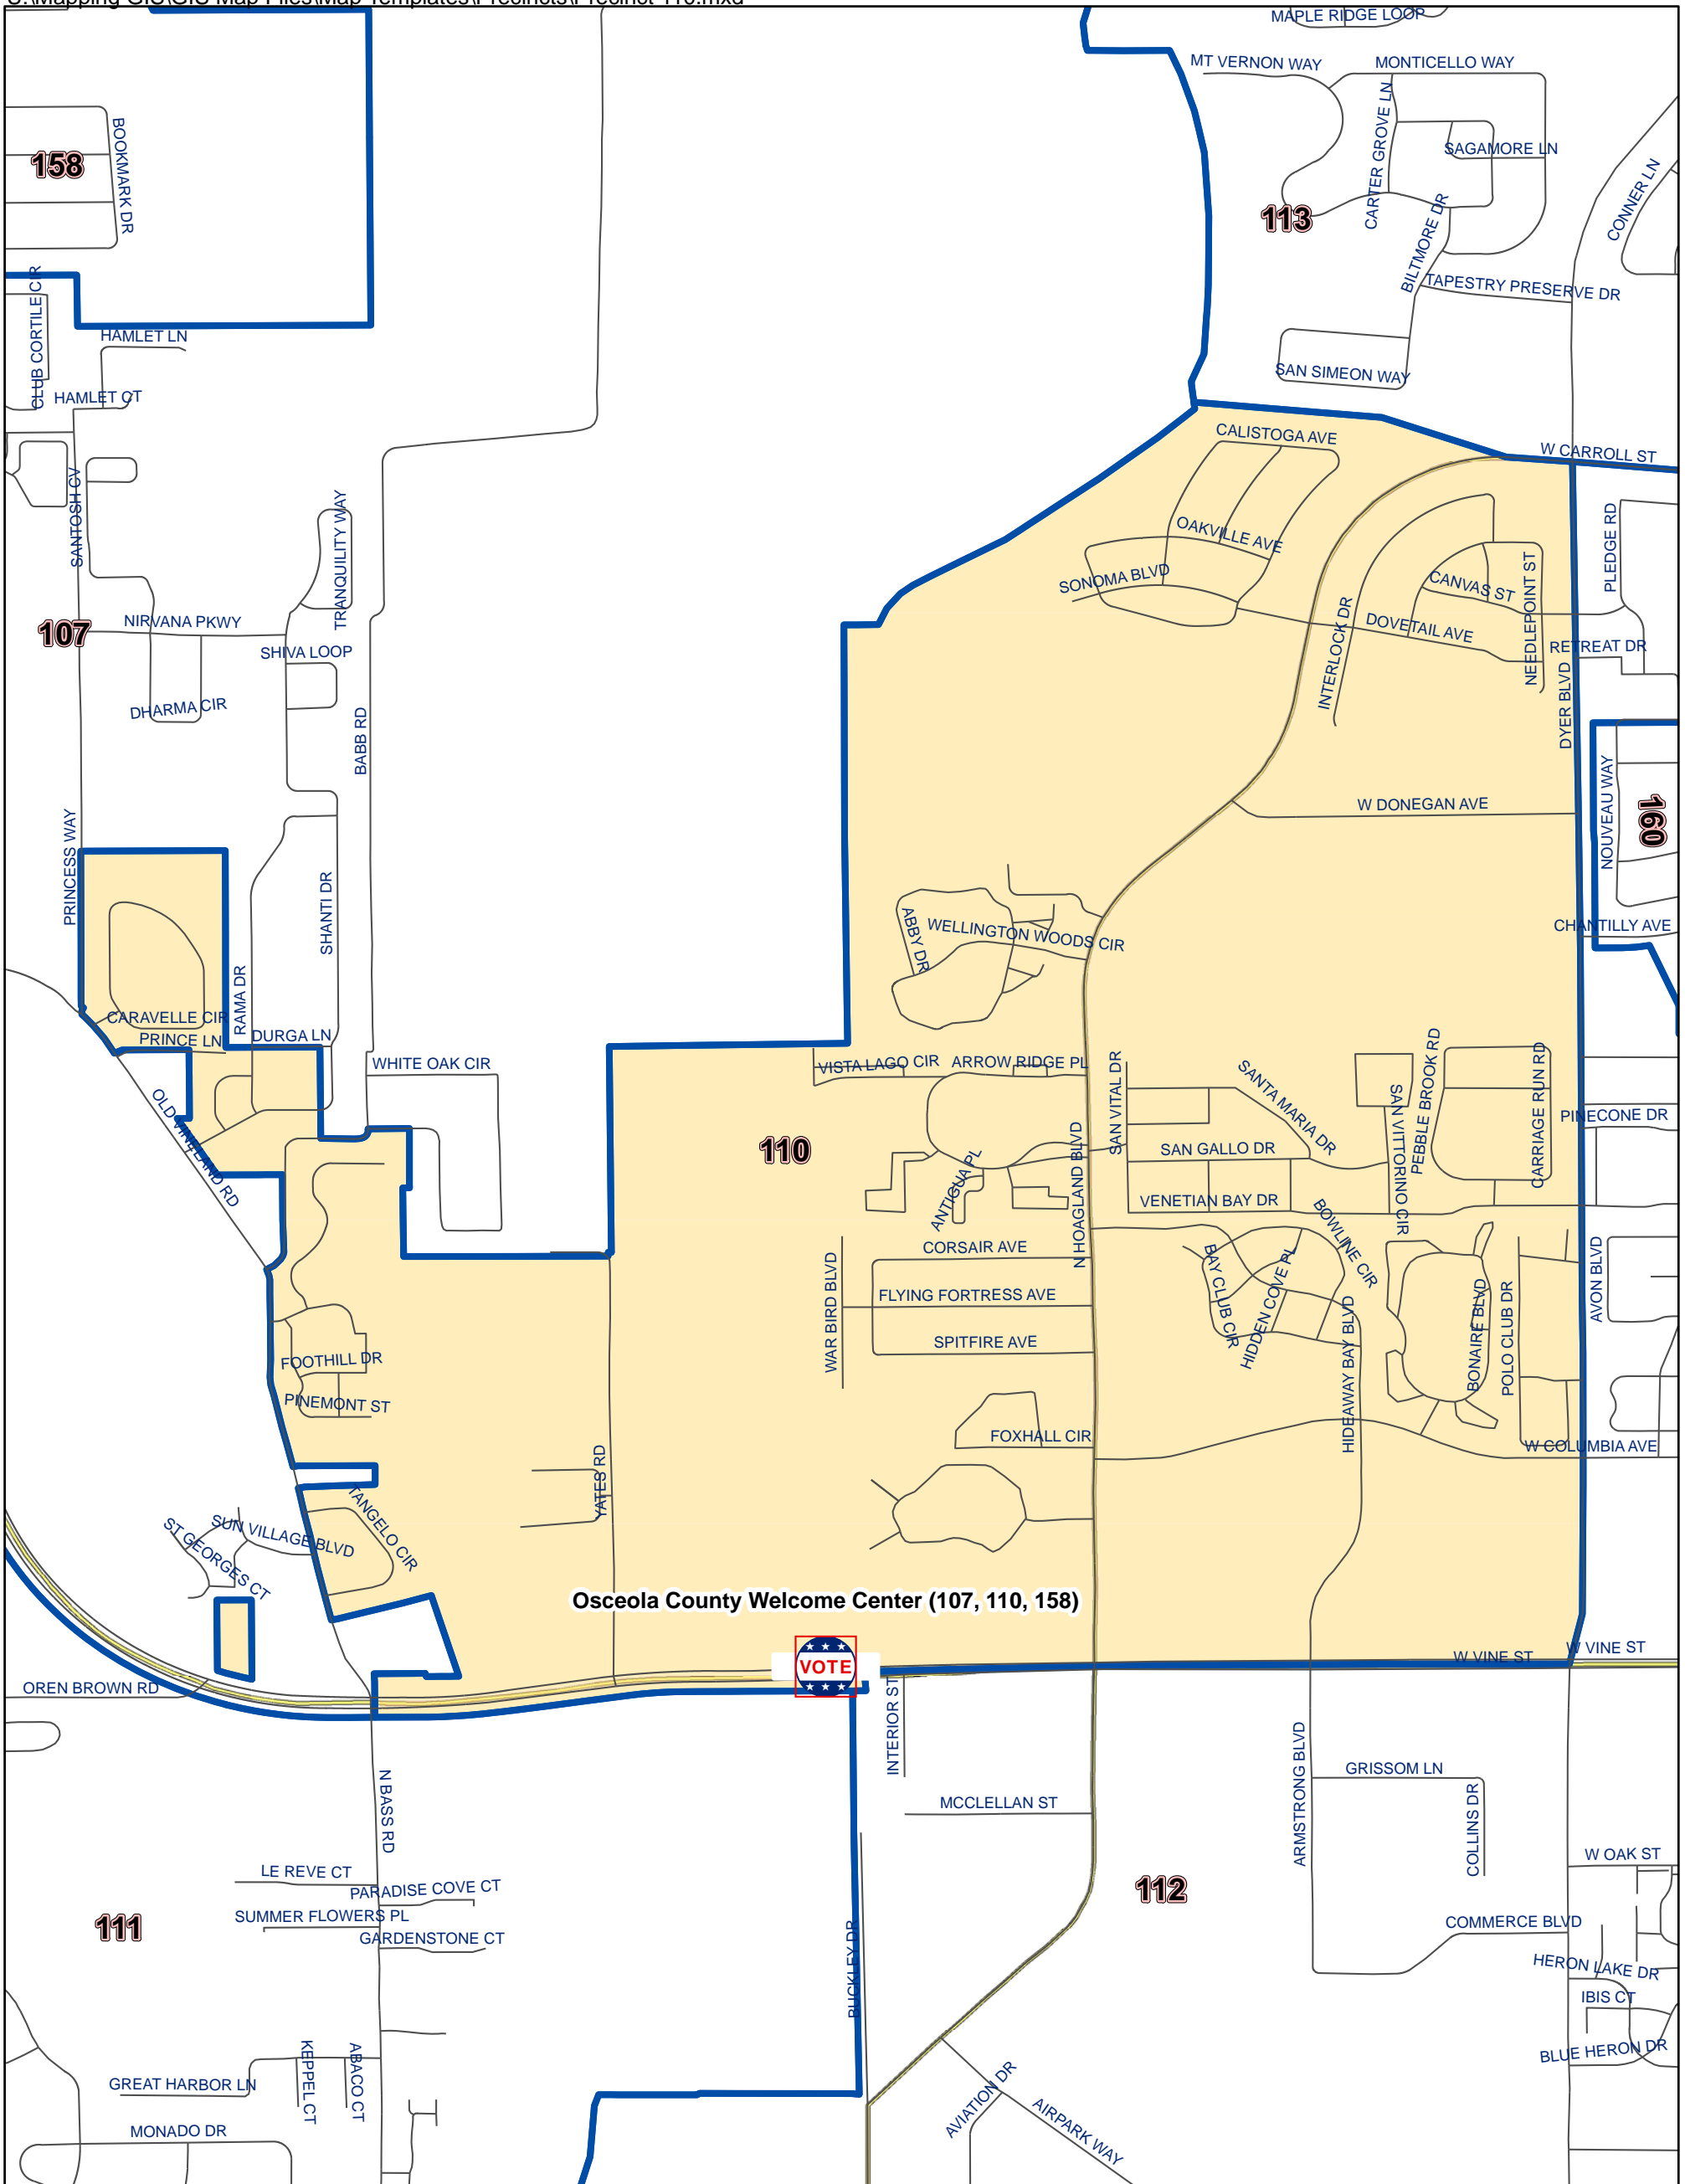 MAPLE RIDGE LOOP
MT VERNON WAY
MONTICELLO WAY
BOOKMARK DR
158
CARTER GROVE LN
SAGAMORE LN
CONNER LN
113
BILTMORE DR
TAPESTRY PRESERVE DR
CLUB CORTILE CIR
HAMLET LN
SAN SIMEON WAY
HAMLET CT
CALISTOGA AVE
W CARROLL ST
SANTOSH CV
TRANQUILITY WAY
OAKVILLE AVE
PLEDGE RD
SONOMA BLVD
CANVAS ST
NEEDLEPOINT ST
NIRVANA PKWY
107
INTERLOCK DR
DOVETAIL AVE
SHIVA LOOP
RETREAT DR
DHARMA CIR
BABB RD
DYER BLVD
NOUVEAU WAY
160
W DONEGAN AVE
PRINCESS WAY
SHANTI DR
ABBY DR
WELLINGTON WOODS CIR
CHANTILLY AVE
RAMA DR
CARAVELLE CIR
PRINCE LN
DURGA LN
WHITE OAK CIR
VISTA LAGO CIR
ARROW RIDGE PL
SAN VITAL DR
SANTA MARIA DR
PEBBLE BROOK RD
CARRIAGE RUN RD
OLD VINELAND RD
PINECONE DR
110
SAN GALLO DR
SAN VITTORINO CIR
ANTIGUA PL
N HOAGLAND BLVD
VENETIAN BAY DR
BOWLINE CIR
CORSAIR AVE
WAR BIRD BLVD
BAY CLUB CIR
HIDDEN COVE PL
AVON BLVD
FLYING FORTRESS AVE
HIDEAWAY BAY BLVD
BONAIRE BLVD
POLO CLUB DR
SPITFIRE AVE
FOOTHILL DR
PINEMONT ST
FOXHALL CIR
W COLUMBIA AVE
YATES RD
TANGELO CIR
SUN VILLAGE BLVD
ST GEORGES CT
Osceola County Welcome Center (107, 110, 158)
VOTE
W VINE ST
W VINE ST
OREN BROWN RD
INTERIOR ST
N BASS RD
ARMSTRONG BLVD
GRISSOM LN
MCCLELLAN ST
COLLINS DR
W OAK ST
LE REVE CT
PARADISE COVE CT
112
SUMMER FLOWERS PL
111
GARDENSTONE CT
COMMERCE BLVD
BUCKLEY DR
HERON LAKE DR
IBIS CT
BLUE HERON DR
KEPPEL CT
ABACO CT
GREAT HARBOR LN
AVIATION DR
AIRPARK WAY
MONADO DR